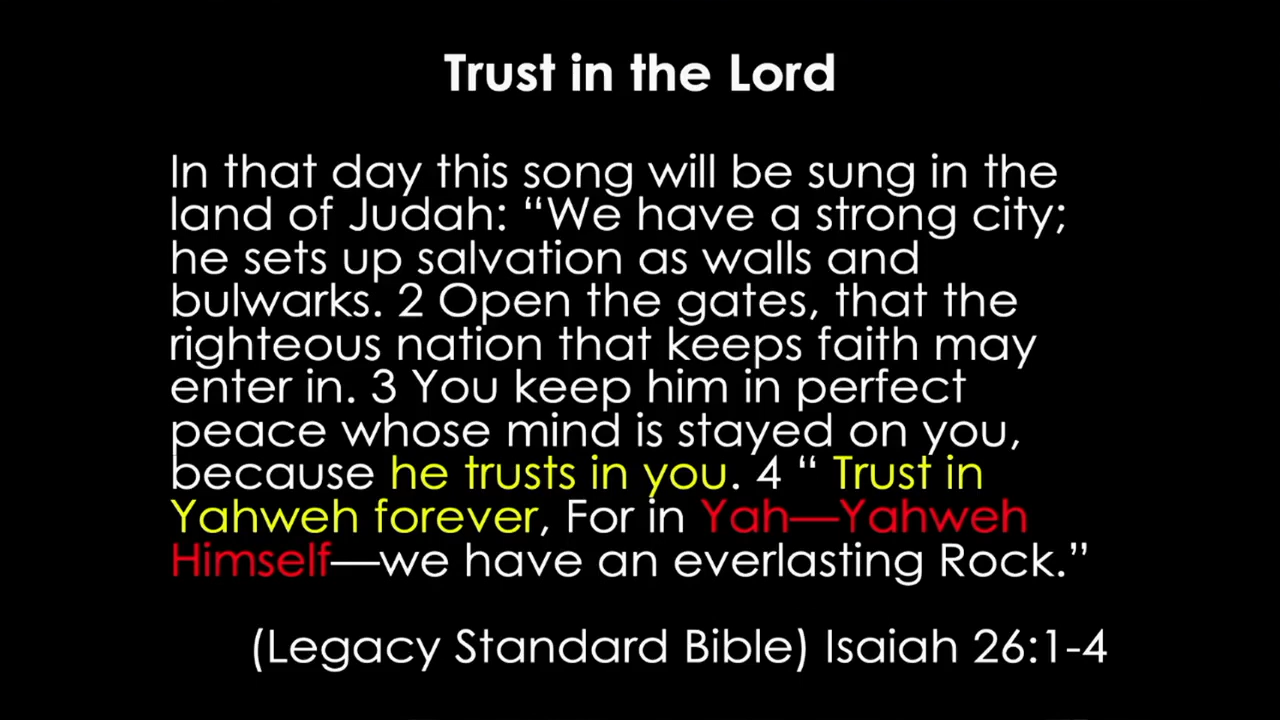 Trust in the Lord
In that day this song will be sung in the
land of Judah: “We have a strong city;
he sets up salvation as walls and
bulwarks. 2 Open the gates, that the
righteous nation that keeps faith may
enter in. 3 You keep him in perfect
peace whose mind is stayed on you,
because he trusts in you. 4 “ Trust in
Yahweh forever, For in Yah—Yahweh
Himself—we have an everlasting Rock.”
(Legacy Standard Bible) Isaiah 26:1-4